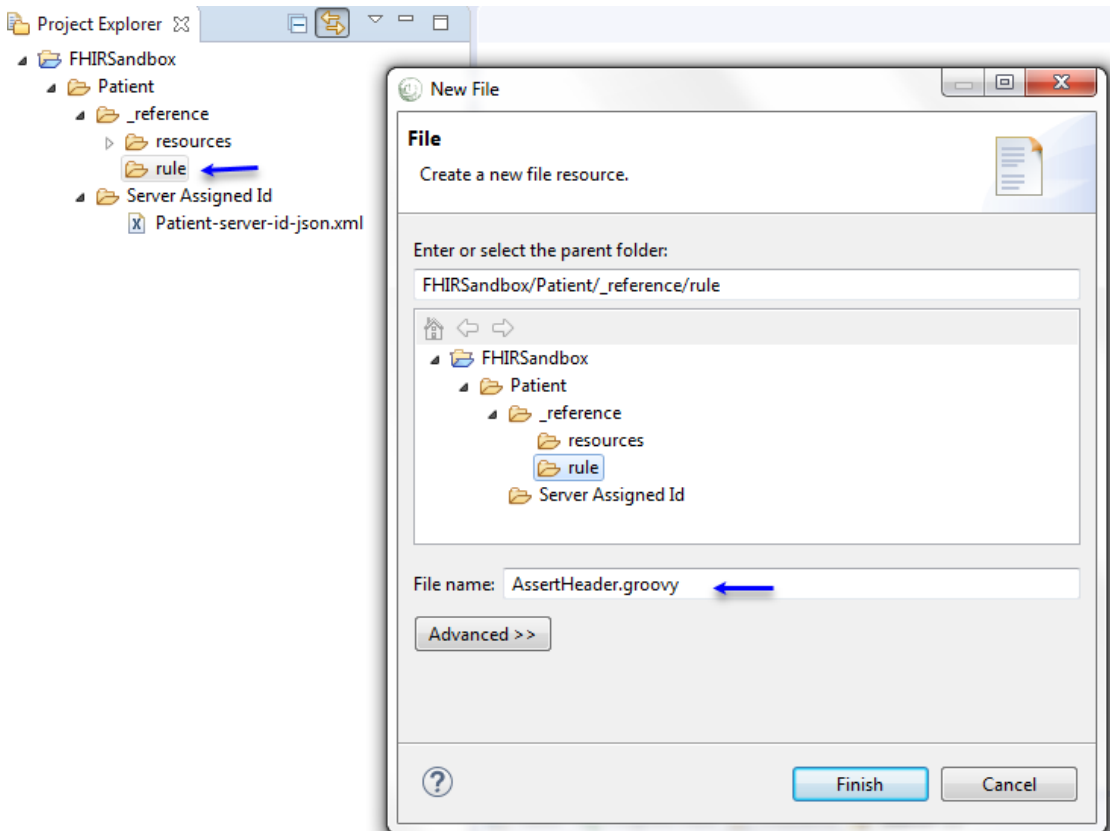 Project Explorer
FHIRSandbox
Patient
_reference
resources
rule
Server Assigned Id
Patient-server-id-json.xml
New File
File
Create a new file resource.
Enter or select the parent folder:
FHIRSandbox/Patient/_reference/rule
FHIRSandbox
Patient
_reference
resources
rule
Server Assigned Id
File name: AssertHeader.groovy
Advanced >>
Finish Cancel